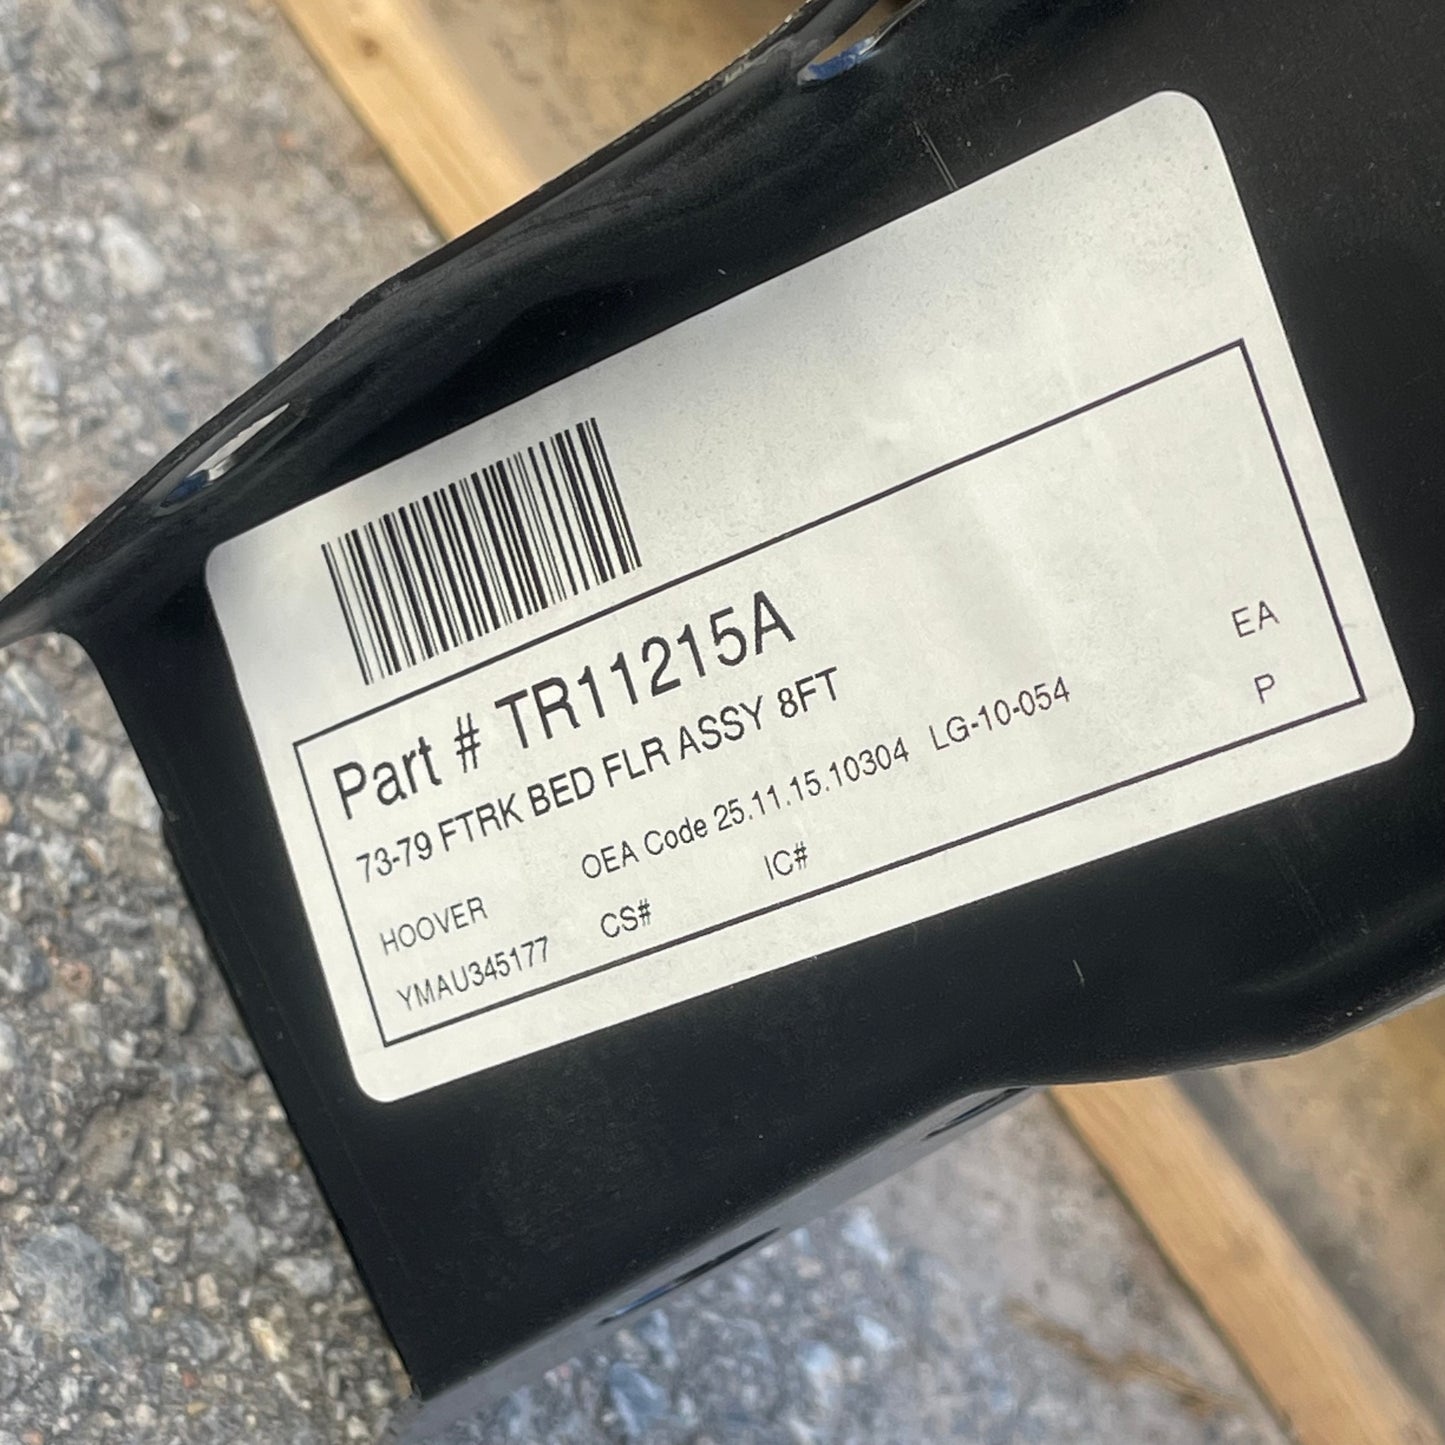 Part # TR11215A
73-79 FTRK BED FLR ASSY 8FT EA
HOOVER OEA Code 25.11.15.10304 LG-10-054 P
YMAU345177 CS# IC#